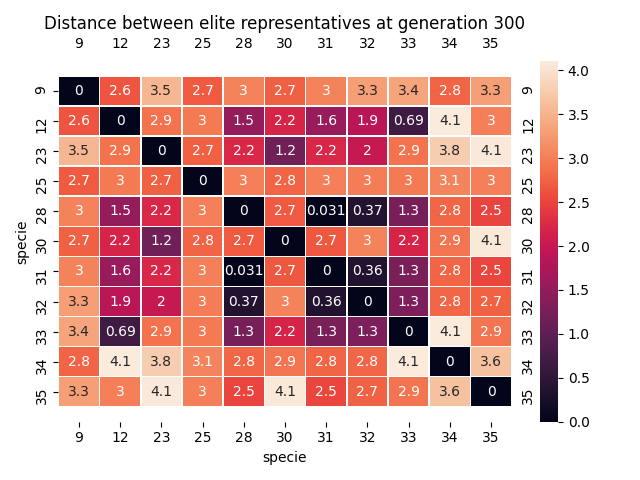 Distance between elite representatives at generation 300
9 12 23 25 28 30 31 32 33 34 35
9 0 2.6 3.5 2.7 3 2.7 3 3.3 3.4 2.8 3.3 9
12 2.6 0 2.9 3 1.5 2.2 1.6 1.9 0.69 4.1 3 12
23 3.5 2.9 0 2.7 2.2 1.2 2.2 2 2.9 3.8 4.1 23
25 2.7 3 2.7 0 3 2.8 3 3 3 3.1 3 25
28 3 1.5 2.2 3 0 2.7 0.031 0.37 1.3 2.8 2.5 28
30 2.7 2.2 1.2 2.8 2.7 0 2.7 3 2.2 2.9 4.1 30
31 3 1.6 2.2 3 0.031 2.7 0 0.36 1.3 2.8 2.5 31
32 3.3 1.9 2 3 0.37 3 0.36 0 1.3 2.8 2.7 32
33 3.4 0.69 2.9 3 1.3 2.2 1.3 1.3 0 4.1 2.9 33
34 2.8 4.1 3.8 3.1 2.8 2.9 2.8 2.8 4.1 0 3.6 34
35 3.3 3 4.1 3 2.5 4.1 2.5 2.7 2.9 3.6 0 35
9 12 23 25 28 30 31 32 33 34 35
specie
specie
4.0
3.5
3.0
2.5
2.0
1.5
1.0
0.5
0.0